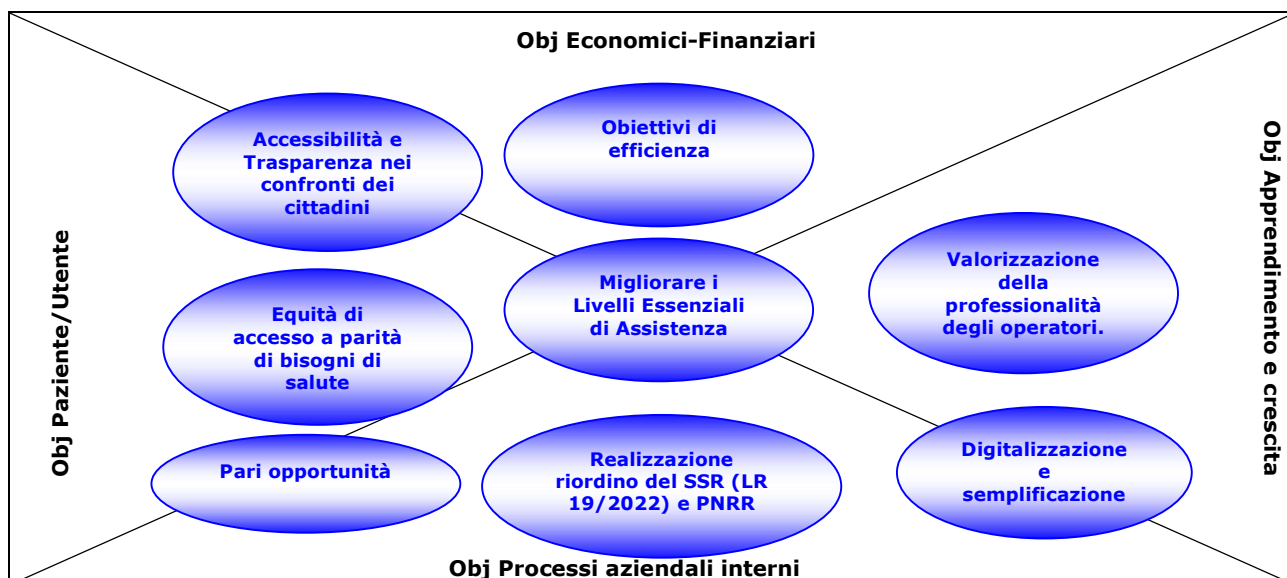 Obj Economici-Finanziari
Accessibilità e
Trasparenza nei
confronti dei
cittadini
Obiettivi di
efficienza
Obj Paziente/Utente
Equità di
accesso a parità
di bisogni di
salute
Migliorare i
Livelli Essenziali
di Assistenza
Valorizzazione
della
professionalità
degli operatori.
Obj Apprendimento e crescita
Pari opportunità
Realizzazione
riordino del SSR (LR
19/2022) e PNRR
Digitalizzazione
e
semplificazione
Obj Processi aziendali interni